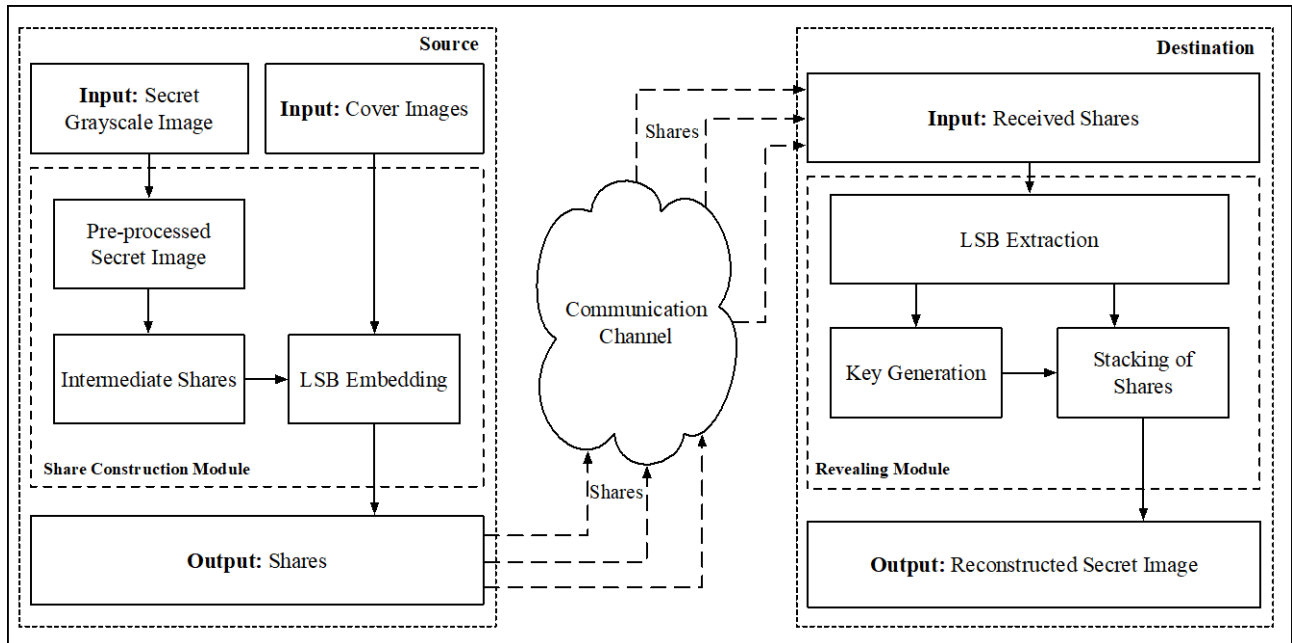 Source
Input: Secret
Grayscale Image
Input: Cover Images
Pre-processed
Secret Image
Intermediate Shares
LSB Embedding
Share Construction Module
Output: Shares
Shares
Communication
Channel
Shares
Destination
Input: Received Shares
LSB Extraction
Key Generation
Stacking of
Shares
Revealing Module
Output: Reconstructed Secret Image